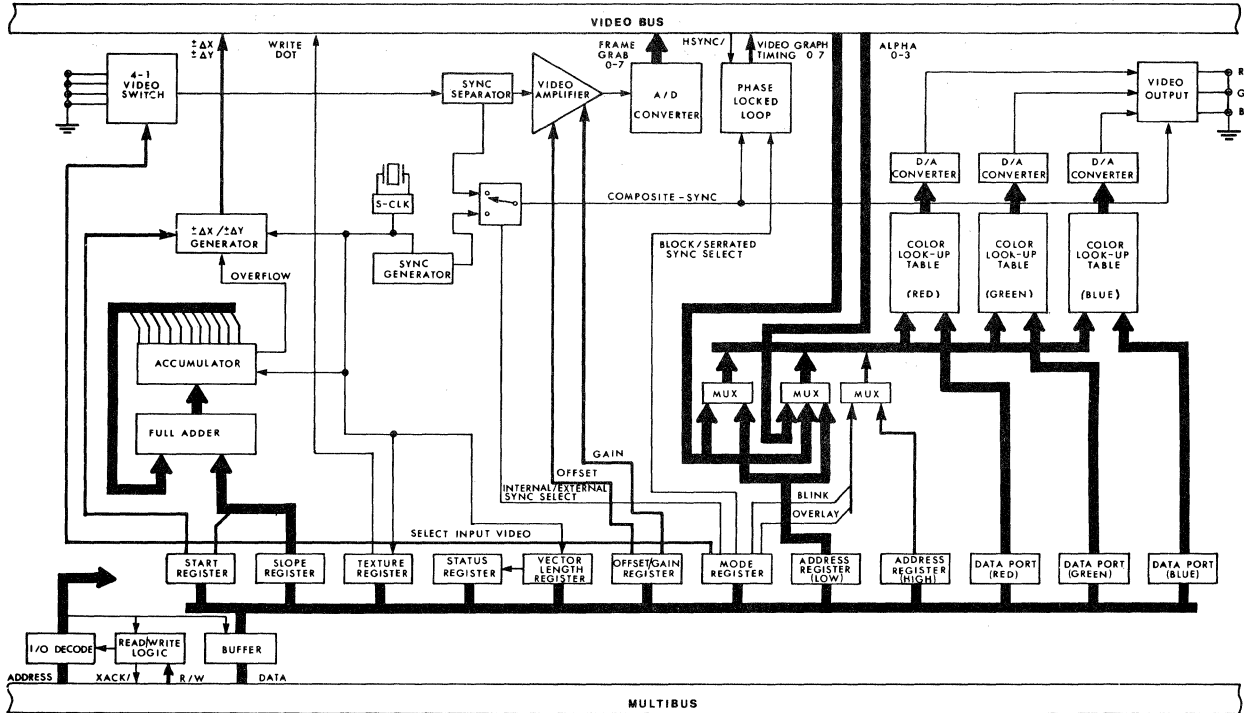 VIDEO BUS
±ΔX
±ΔY
WRITE
DOT
FRAME
GRAB
0-7
HSYNC/
VIDEO GRAPH
TIMING 0 7
ALPHA
0-3
4-1
VIDEO
SWITCH
SYNC
SEPARATOR
VIDEO
AMPLIFIER
A/D
CONVERTER
PHASE
LOCKED
LOOP
VIDEO
OUTPUT
R
G
B
D/A
CONVERTER
D/A
CONVERTER
D/A
CONVERTER
S-CLK
COMPOSITE-SYNC
±ΔX/±ΔY
GENERATOR
SYNC GENERATOR
BLOCK/SERRATED
SYNC SELECT
COLOR
LOOK-UP
TABLE
(RED)
COLOR
LOOK-UP
TABLE
(GREEN)
COLOR
LOOK-UP
TABLE
(BLUE)
OVERFLOW
ACCUMULATOR
MUX
MUX
MUX
FULL ADDER
GAIN
OFFSET
INTERNAL/EXTERNAL
SYNC SELECT
BLINK
OVERLAY
SELECT INPUT VIDEO
START
REGISTER
SLOPE
REGISTER
TEXTURE
REGISTER
STATUS
REGISTER
VECTOR
LENGTH
REGISTER
OFFSET/GAIN
REGISTER
MODE
REGISTER
ADDRESS
REGISTER
(LOW)
ADDRESS
REGISTER
(HIGH)
DATA PORT
(RED)
DATA PORT
(GREEN)
DATA PORT
(BLUE)
I/O DECODE
READ/WRITE
LOGIC
BUFFER
ADDRESS
XACK/
R/W
DATA
MULTIBUS